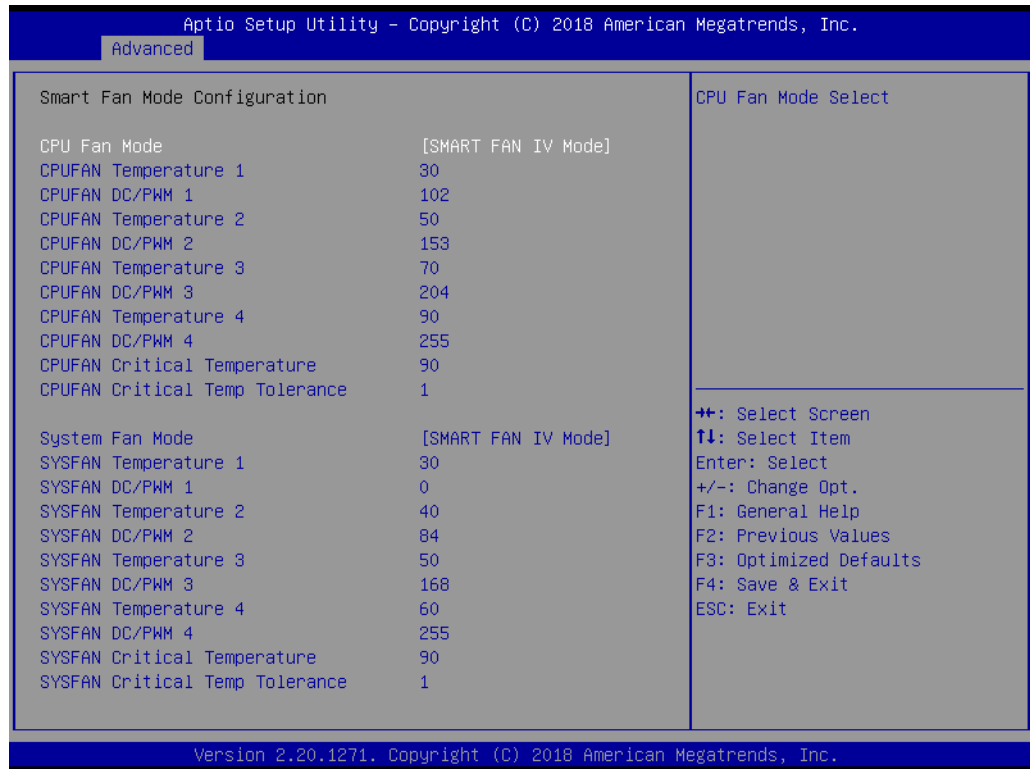 Aptio Setup Utility – Copyright (C) 2018 American Megatrends, Inc.
Advanced
Smart Fan Mode Configuration
CPU Fan Mode [SMART FAN IV Mode]
CPUFAN Temperature 1 30
CPUFAN DC/PWM 1 102
CPUFAN Temperature 2 50
CPUFAN DC/PWM 2 153
CPUFAN Temperature 3 70
CPUFAN DC/PWM 3 204
CPUFAN Temperature 4 90
CPUFAN DC/PWM 4 255
CPUFAN Critical Temperature 90
CPUFAN Critical Temp Tolerance 1
System Fan Mode [SMART FAN IV Mode]
SYSFAN Temperature 1 30
SYSFAN DC/PWM 1 0
SYSFAN Temperature 2 40
SYSFAN DC/PWM 2 84
SYSFAN Temperature 3 50
SYSFAN DC/PWM 3 168
SYSFAN Temperature 4 60
SYSFAN DC/PWM 4 255
SYSFAN Critical Temperature 90
SYSFAN Critical Temp Tolerance 1
CPU Fan Mode Select
→←: Select Screen
↑↓: Select Item
Enter: Select
+/-: Change Opt.
F1: General Help
F2: Previous Values
F3: Optimized Defaults
F4: Save & Exit
ESC: Exit
Version 2.20.1271. Copyright (C) 2018 American Megatrends, Inc.